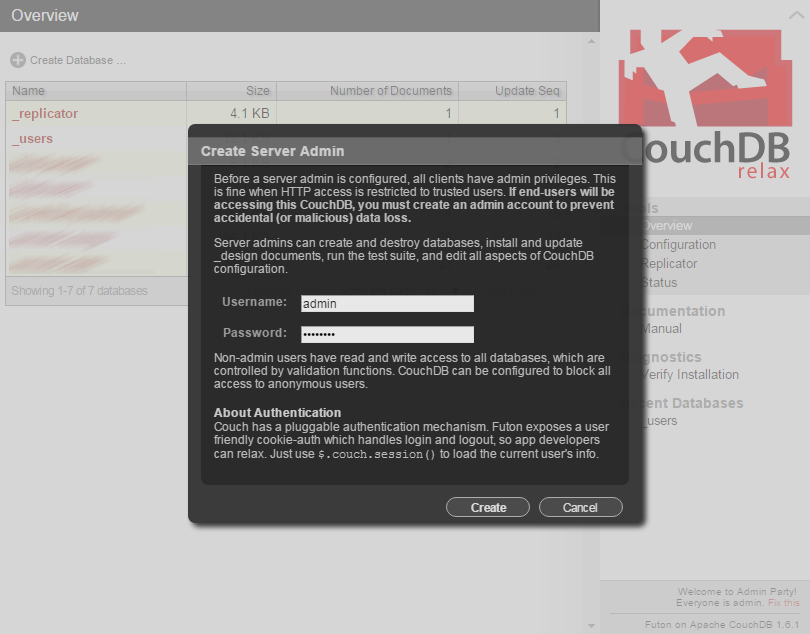 Overview
Create Database ...
Name Size Number of Documents Update Seq
_replicator 4.1 KB 1 1
_users
Showing 1-7 of 7 databases
Create Server Admin
Before a server admin is configured, all clients have admin privileges. This
is fine when HTTP access is restricted to trusted users. If end-users will be
accessing this CouchDB, you must create an admin account to prevent
accidental (or malicious) data loss.
Server admins can create and destroy databases, install and update
_design documents, run the test suite, and edit all aspects of CouchDB
configuration.
Username: admin
Password: ••••••••
Non-admin users have read and write access to all databases, which are
controlled by validation functions. CouchDB can be configured to block all
access to anonymous users.
About Authentication
Couch has a pluggable authentication mechanism. Futon exposes a user
friendly cookie-auth which handles login and logout, so app developers
can relax. Just use $.couch.session() to load the current user's info.
Create Cancel
CouchDB
relax
Overview
Configuration
Replicator
Status
Manual
Verify Installation
Databases
_users
Welcome to Admin Party!
Everyone is admin. Fix this
Futon on Apache CouchDB 1.6.1